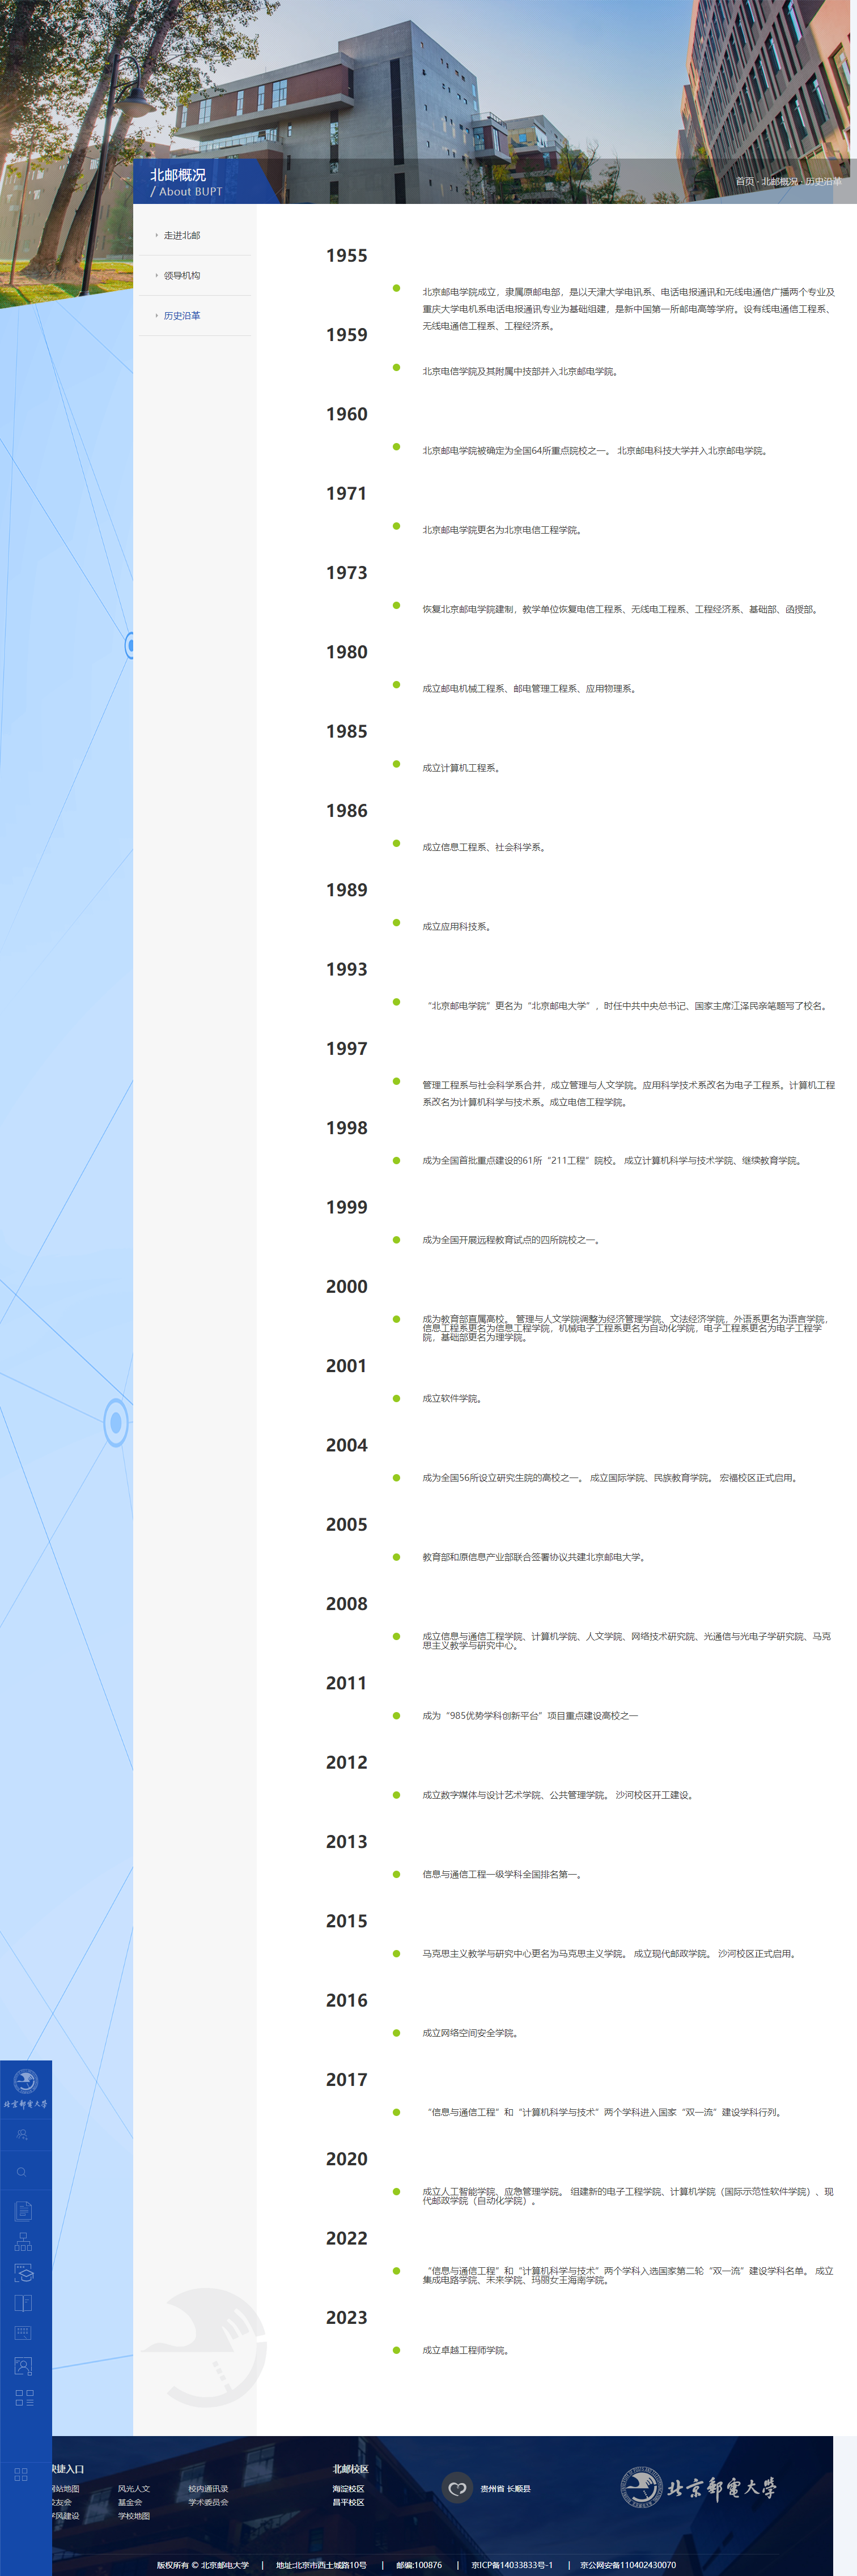 北邮概况
/ About BUPT
首页 - 北邮概况 - 历史沿革
走进北邮
领导机构
历史沿革
1955
北京邮电学院成立，隶属原邮电部，是以天津大学电讯系、电话电报通讯和无线电通信广播两个专业及
重庆大学电机系电话电报通讯专业为基础组建，是新中国第一所邮电高等学府。设有线电通信工程系、
无线电通信工程系、工程经济系。
1959
北京电信学院及其附属中技部并入北京邮电学院。
1960
北京邮电学院被确定为全国64所重点院校之一。 北京邮电科技大学并入北京邮电学院。
1971
北京邮电学院更名为北京电信工程学院。
1973
恢复北京邮电学院建制，教学单位恢复电信工程系、无线电工程系、工程经济系、基础部、函授部。
1980
成立邮电机械工程系、邮电管理工程系、应用物理系。
1985
成立计算机工程系。
1986
成立信息工程系、社会科学系。
1989
成立应用科技系。
1993
“北京邮电学院”更名为“北京邮电大学”，时任中共中央总书记、国家主席江泽民亲笔题写了校名。
1997
管理工程系与社会科学系合并，成立管理与人文学院。应用科学技术系改名为电子工程系。计算机工程
系改名为计算机科学与技术系。成立电信工程学院。
1998
成为全国首批重点建设的61所“211工程”院校。 成立计算机科学与技术学院、继续教育学院。
1999
成为全国开展远程教育试点的四所院校之一。
2000
成为教育部直属高校。 管理与人文学院调整为经济管理学院、文法经济学院，外语系更名为语言学院，
信息工程系更名为信息工程学院，机械电子工程系更名为自动化学院，电子工程系更名为电子工程学
院，基础部更名为理学院。
2001
成立软件学院。
2004
成为全国56所设立研究生院的高校之一。 成立国际学院、民族教育学院。 宏福校区正式启用。
2005
教育部和原信息产业部联合签署协议共建北京邮电大学。
2008
成立信息与通信工程学院、计算机学院、人文学院、网络技术研究院、光通信与光电子学研究院、马克
思主义教学与研究中心。
2011
成为“985优势学科创新平台”项目重点建设高校之一
2012
成立数字媒体与设计艺术学院、公共管理学院。 沙河校区开工建设。
2013
信息与通信工程一级学科全国排名第一。
2015
马克思主义教学与研究中心更名为马克思主义学院。 成立现代邮政学院。 沙河校区正式启用。
2016
成立网络空间安全学院。
2017
“信息与通信工程”和“计算机科学与技术”两个学科进入国家“双一流”建设学科行列。
2020
成立人工智能学院、应急管理学院。 组建新的电子工程学院、计算机学院（国际示范性软件学院）、现
代邮政学院（自动化学院）。
2022
“信息与通信工程”和“计算机科学与技术”两个学科入选国家第二轮“双一流”建设学科名单。 成立
集成电路学院、未来学院、玛丽女王海南学院。
2023
成立卓越工程师学院。
北京邮电大学
捷入口
站地图 风光人文 校内通讯录
友会 基金会 学术委员会
风建设 学校地图
北邮校区
海淀校区
昌平校区
贵州省 长顺县
北京郵電大學
版权所有 © 北京邮电大学 | 地址:北京市西土城路10号 | 邮编:100876 | 京ICP备14033833号-1 | 京公网安备110402430070